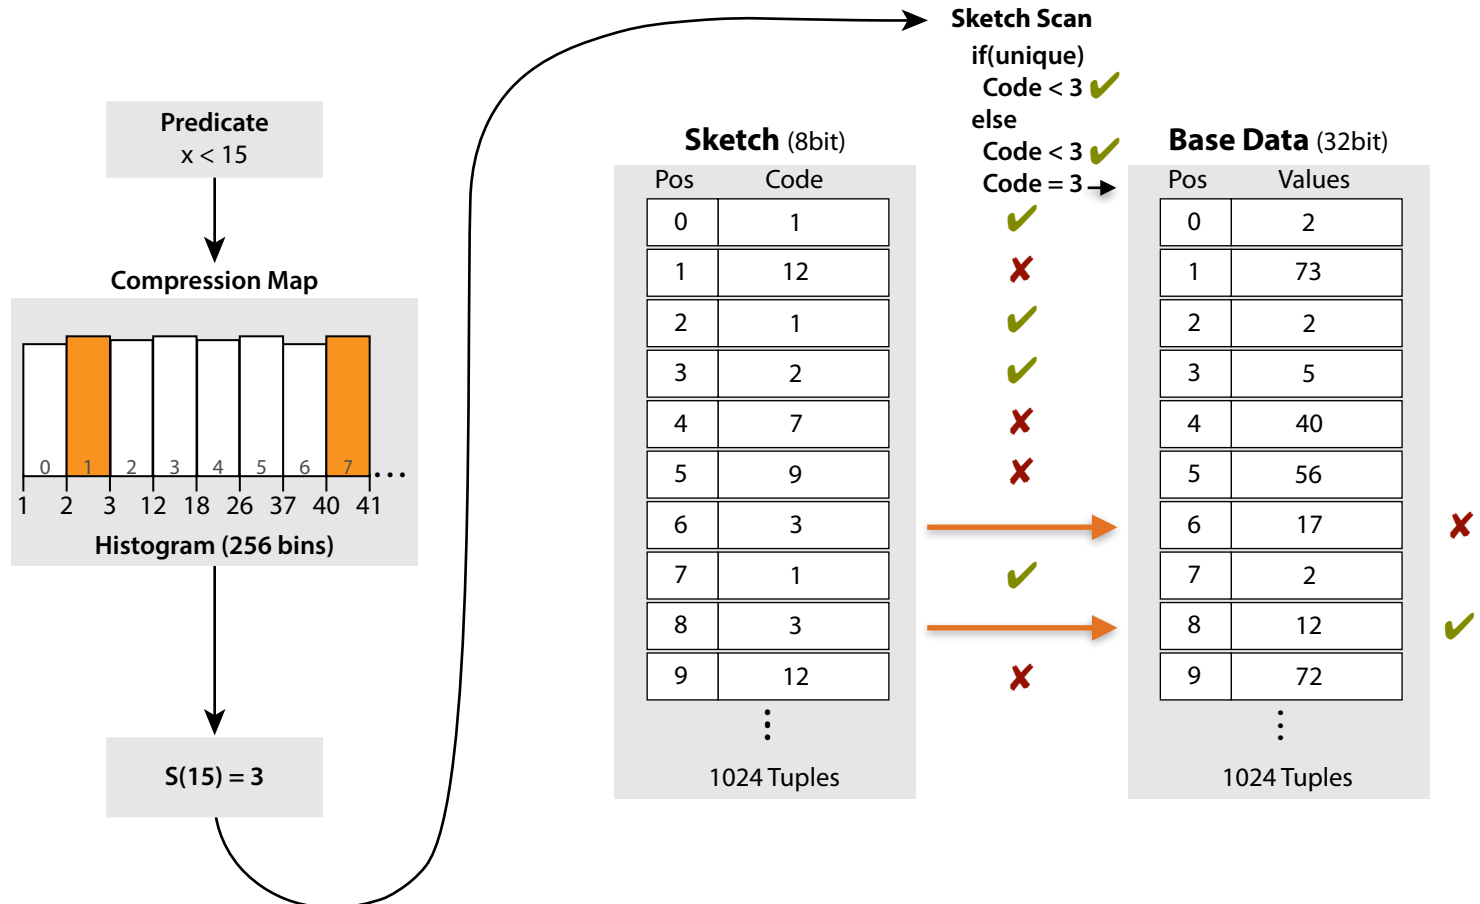 Predicate
x < 15
Compression Map
0 1 2 3 4 5 6 7 ...
1 2 3 12 18 26 37 40 41
Histogram (256 bins)
S(15) = 3
Sketch Scan
if(unique)
Code < 3 ✔
else
Code < 3 ✔
Code = 3
Sketch (8bit)
Pos Code
0 1
1 12
2 1
3 2
4 7
5 9
6 3
7 1
8 3
9 12
⋮
1024 Tuples
✔
✘
✔
✔
✘
✘
✔
✘
Base Data (32bit)
Pos Values
0 2
1 73
2 2
3 5
4 40
5 56
6 17 ✘
7 2
8 12 ✔
9 72
⋮
1024 Tuples